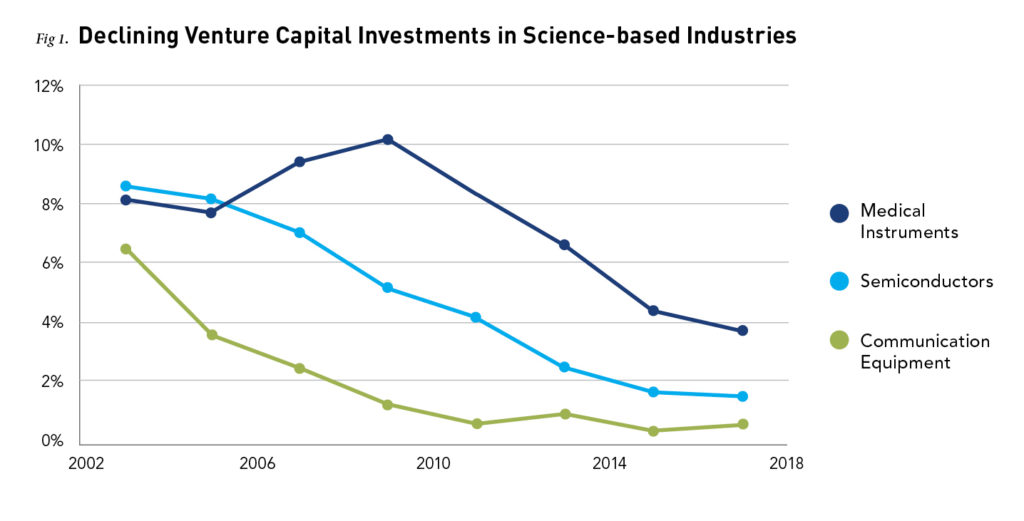 Fig 1. Declining Venture Capital Investments in Science-based Industries
12%
10%
8%
6%
4%
2%
0%
2002 2006 2010 2014 2018
Medical
Instruments
Semiconductors
Communication
Equipment